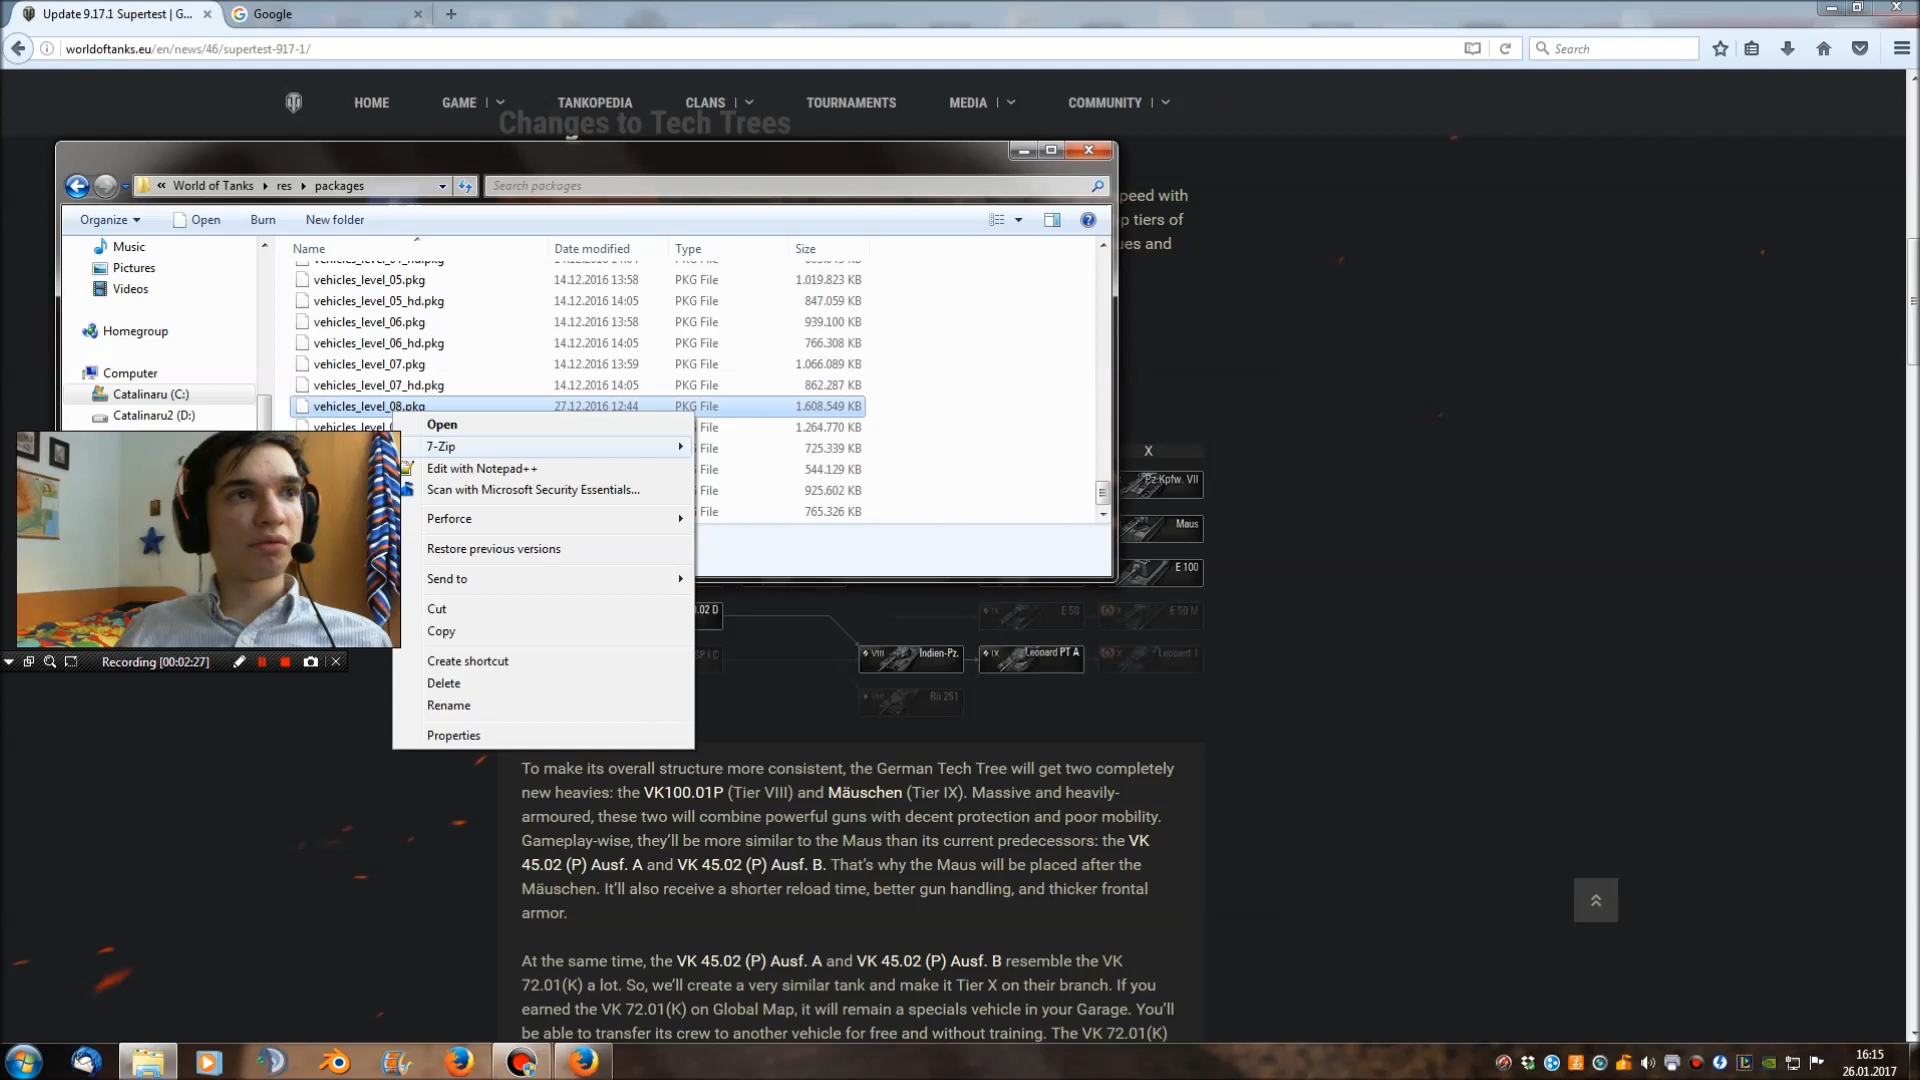 Update 9.17.1 Supertest | G...
Google
worldoftanks.eu/en/news/46/supertest-917-1/
Search
HOME
GAME
TANKOPEDIA
CLANS
TOURNAMENTS
MEDIA
COMMUNITY
Changes to Tech Trees
World of Tanks
res
packages
Search packages
Organize
Open
Burn
New folder
Name
Date modified
Type
Size
Music
Pictures
Videos
Homegroup
Computer
Catalinaru (C:)
Catalinaru2 (D:)
vehicles_level_05.pkg 14.12.2016 13:58 PKG File 1.019.823 KB
vehicles_level_05_hd.pkg 14.12.2016 14:05 PKG File 847.059 KB
vehicles_level_06.pkg 14.12.2016 13:58 PKG File 939.100 KB
vehicles_level_06_hd.pkg 14.12.2016 14:05 PKG File 766.308 KB
vehicles_level_07.pkg 14.12.2016 13:59 PKG File 1.066.089 KB
vehicles_level_07_hd.pkg 14.12.2016 14:05 PKG File 862.287 KB
vehicles_level_08.pkg 27.12.2016 12:44 PKG File 1.608.549 KB
File 1.264.770 KB
File 725.339 KB
File 544.129 KB
File 925.602 KB
File 765.326 KB
peed with
p tiers of
ues and
Open
7-Zip
Edit with Notepad++
Scan with Microsoft Security Essentials...
Perforce
Restore previous versions
Send to
Cut
Copy
Create shortcut
Delete
Rename
Properties
Recording [00:02:27]
X
Pz.Kpfw. VII
Maus
E 100
.02 D
IX E 50
E 50 M
SP I C
VIII Indien-Pz.
IX Leopard PT A
Leopard 1
VIII Ru 251
To make its overall structure more consistent, the German Tech Tree will get two completely
new heavies: the VK100.01P (Tier VIII) and Mäuschen (Tier IX). Massive and heavily-
armoured, these two will combine powerful guns with decent protection and poor mobility.
Gameplay-wise, they'll be more similar to the Maus than its current predecessors: the VK
45.02 (P) Ausf. A and VK 45.02 (P) Ausf. B. That's why the Maus will be placed after the
Mäuschen. It'll also receive a shorter reload time, better gun handling, and thicker frontal
armor.
At the same time, the VK 45.02 (P) Ausf. A and VK 45.02 (P) Ausf. B resemble the VK
72.01(K) a lot. So, we'll create a very similar tank and make it Tier X on their branch. If you
earned the VK 72.01(K) on Global Map, it will remain a specials vehicle in your Garage. You'll
be able to transfer its crew to another vehicle for free and without training. The VK 72.01(K)
16:15
26.01.2017